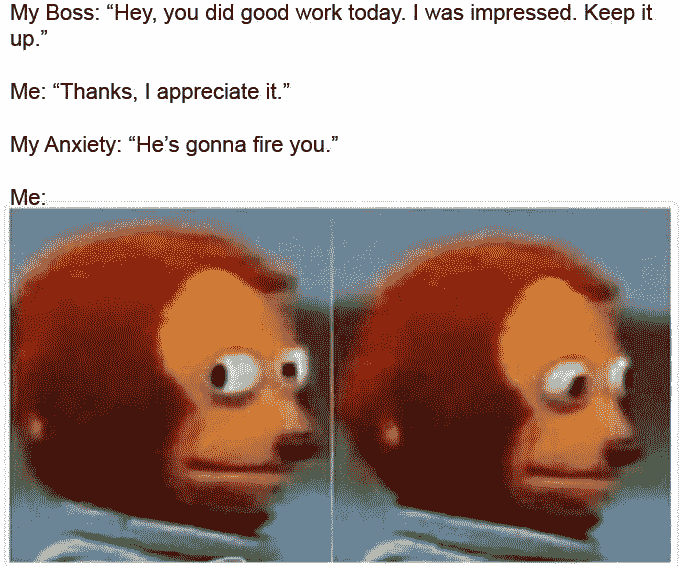 My Boss: “Hey, you did good work today. I was impressed. Keep it
up.”
Me: “Thanks, I appreciate it.”
My Anxiety: “He’s gonna fire you.”
Me: